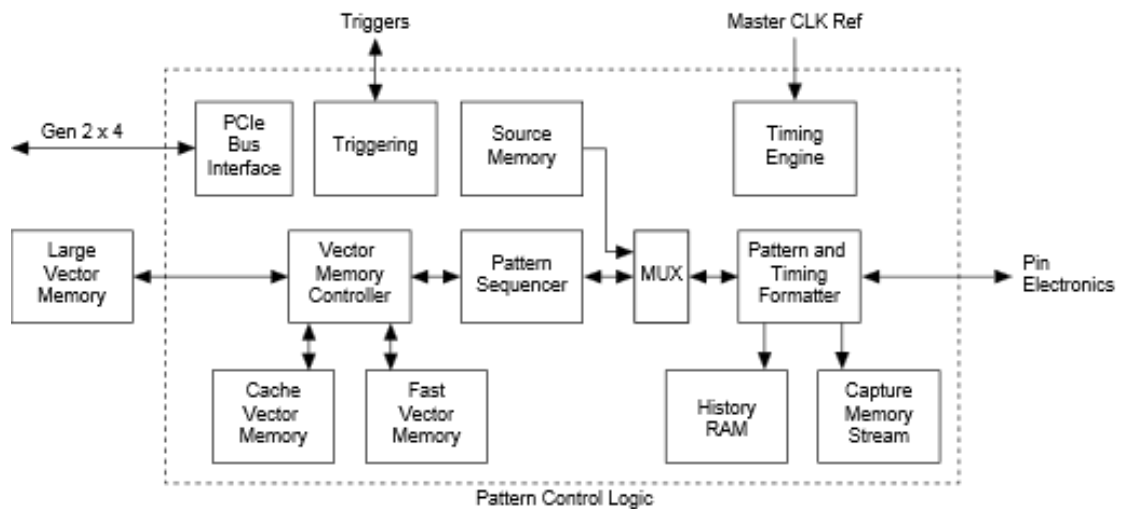 Triggers
Master CLK Ref
Gen 2 x 4
PCIe
Bus
Interface
Triggering
Source
Memory
Timing
Engine
Large
Vector
Memory
Vector
Memory
Controller
Pattern
Sequencer
MUX
Pattern and
Timing
Formatter
Pin
Electronics
Cache
Vector
Memory
Fast
Vector
Memory
History
RAM
Capture
Memory
Stream
Pattern Control Logic